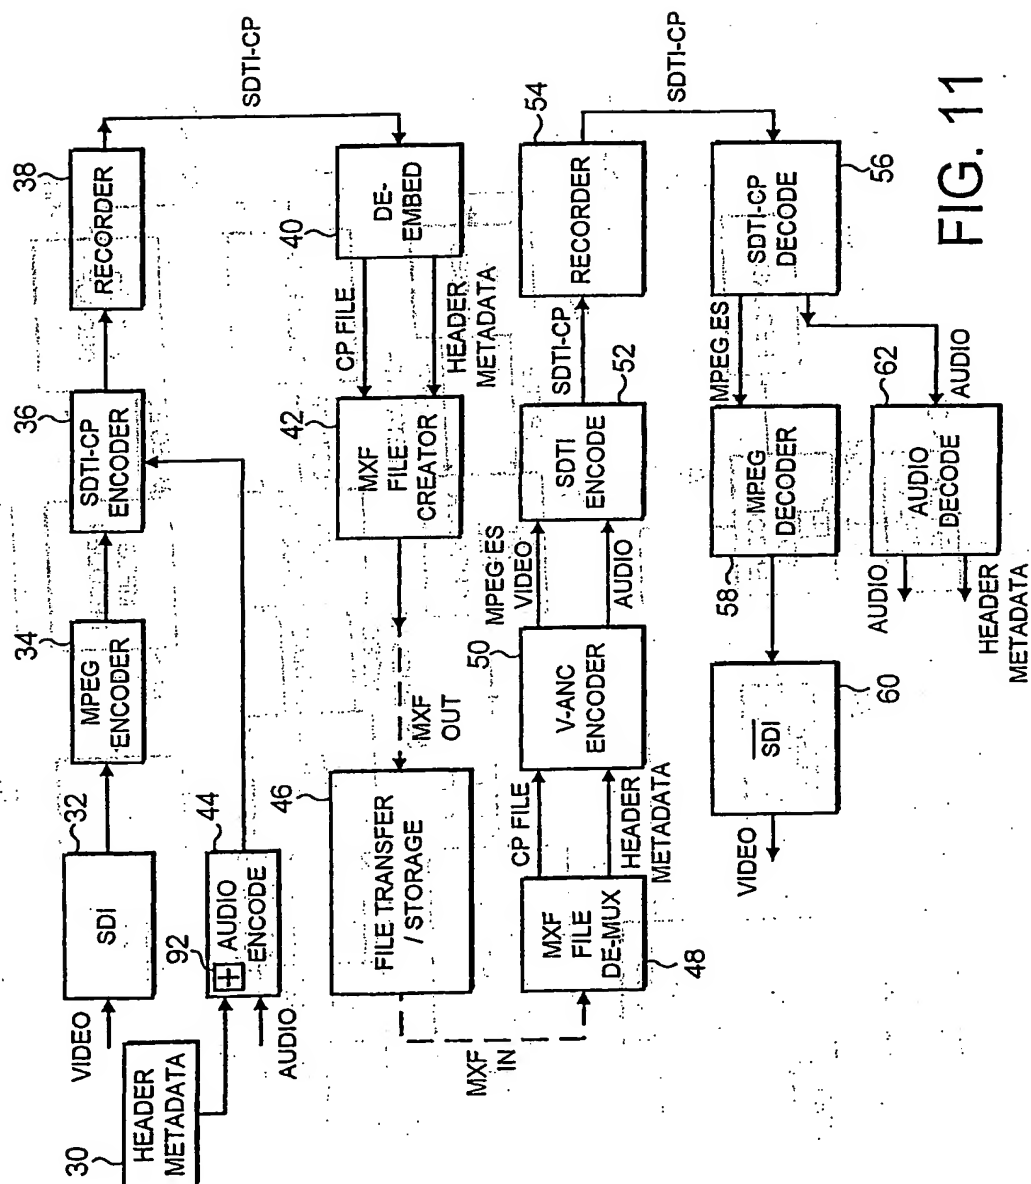 30
HEADER
METADATA
VIDEO
32
SDI
34
MPEG
ENCODER
36
SDTI-CP
ENCODER
38
RECORDER
SDTI-CP
AUDIO
44
92
+
AUDIO
ENCODE
40
DE-
EMBED
CP FILE
HEADER
METADATA
42
MXF
FILE
CREATOR
MXF
OUT
46
FILE TRANSFER
/ STORAGE
MXF
IN
48
MXF
FILE
DE-MUX
CP FILE
HEADER
METADATA
50
V-ANC
ENCODER
MPEG ES
VIDEO
AUDIO
52
SDTI
ENCODE
SDTI-CP
54
RECORDER
SDTI-CP
56
SDTI-CP
DECODE
MPEG ES
AUDIO
58
MPEG
DECODER
60
SDI
VIDEO
62
AUDIO
DECODE
AUDIO
HEADER
METADATA
FIG. 11